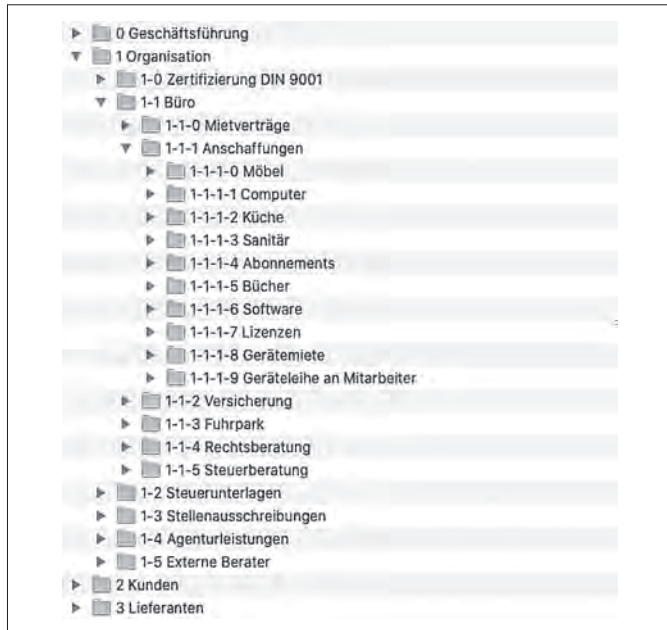 0 Geschäftsführung
1 Organisation
1-0 Zertifizierung DIN 9001
1-1 Büro
1-1-0 Mietverträge
1-1-1 Anschaffungen
1-1-1-0 Möbel
1-1-1-1 Computer
1-1-1-2 Küche
1-1-1-3 Sanitär
1-1-1-4 Abonnements
1-1-1-5 Bücher
1-1-1-6 Software
1-1-1-7 Lizenzen
1-1-1-8 Gerätemiete
1-1-1-9 Geräteleihe an Mitarbeiter
1-1-2 Versicherung
1-1-3 Fuhrpark
1-1-4 Rechtsberatung
1-1-5 Steuerberatung
1-2 Steuerunterlagen
1-3 Stellenausschreibungen
1-4 Agenturleistungen
1-5 Externe Berater
2 Kunden
3 Lieferanten